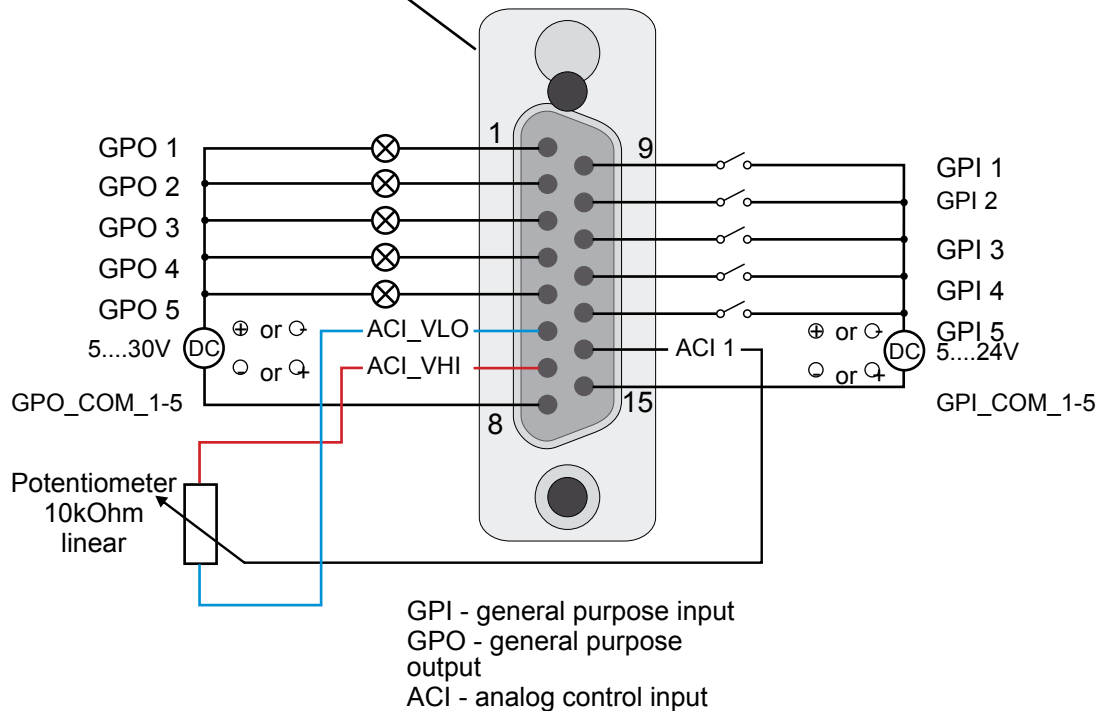 1
9
GPO 1
GPO 2
GPO 3
GPO 4
GPO 5
5....30V
DC
⊕ or ⊖
⊖ or ⊕
GPO_COM_1-5
ACI_VLO
ACI_VHI
8
15
ACI 1
GPI 1
GPI 2
GPI 3
GPI 4
GPI 5
⊕ or ⊖
⊖ or ⊕
DC
5....24V
GPI_COM_1-5
Potentiometer
10kOhm
linear
GPI - general purpose input
GPO - general purpose
output
ACI - analog control input